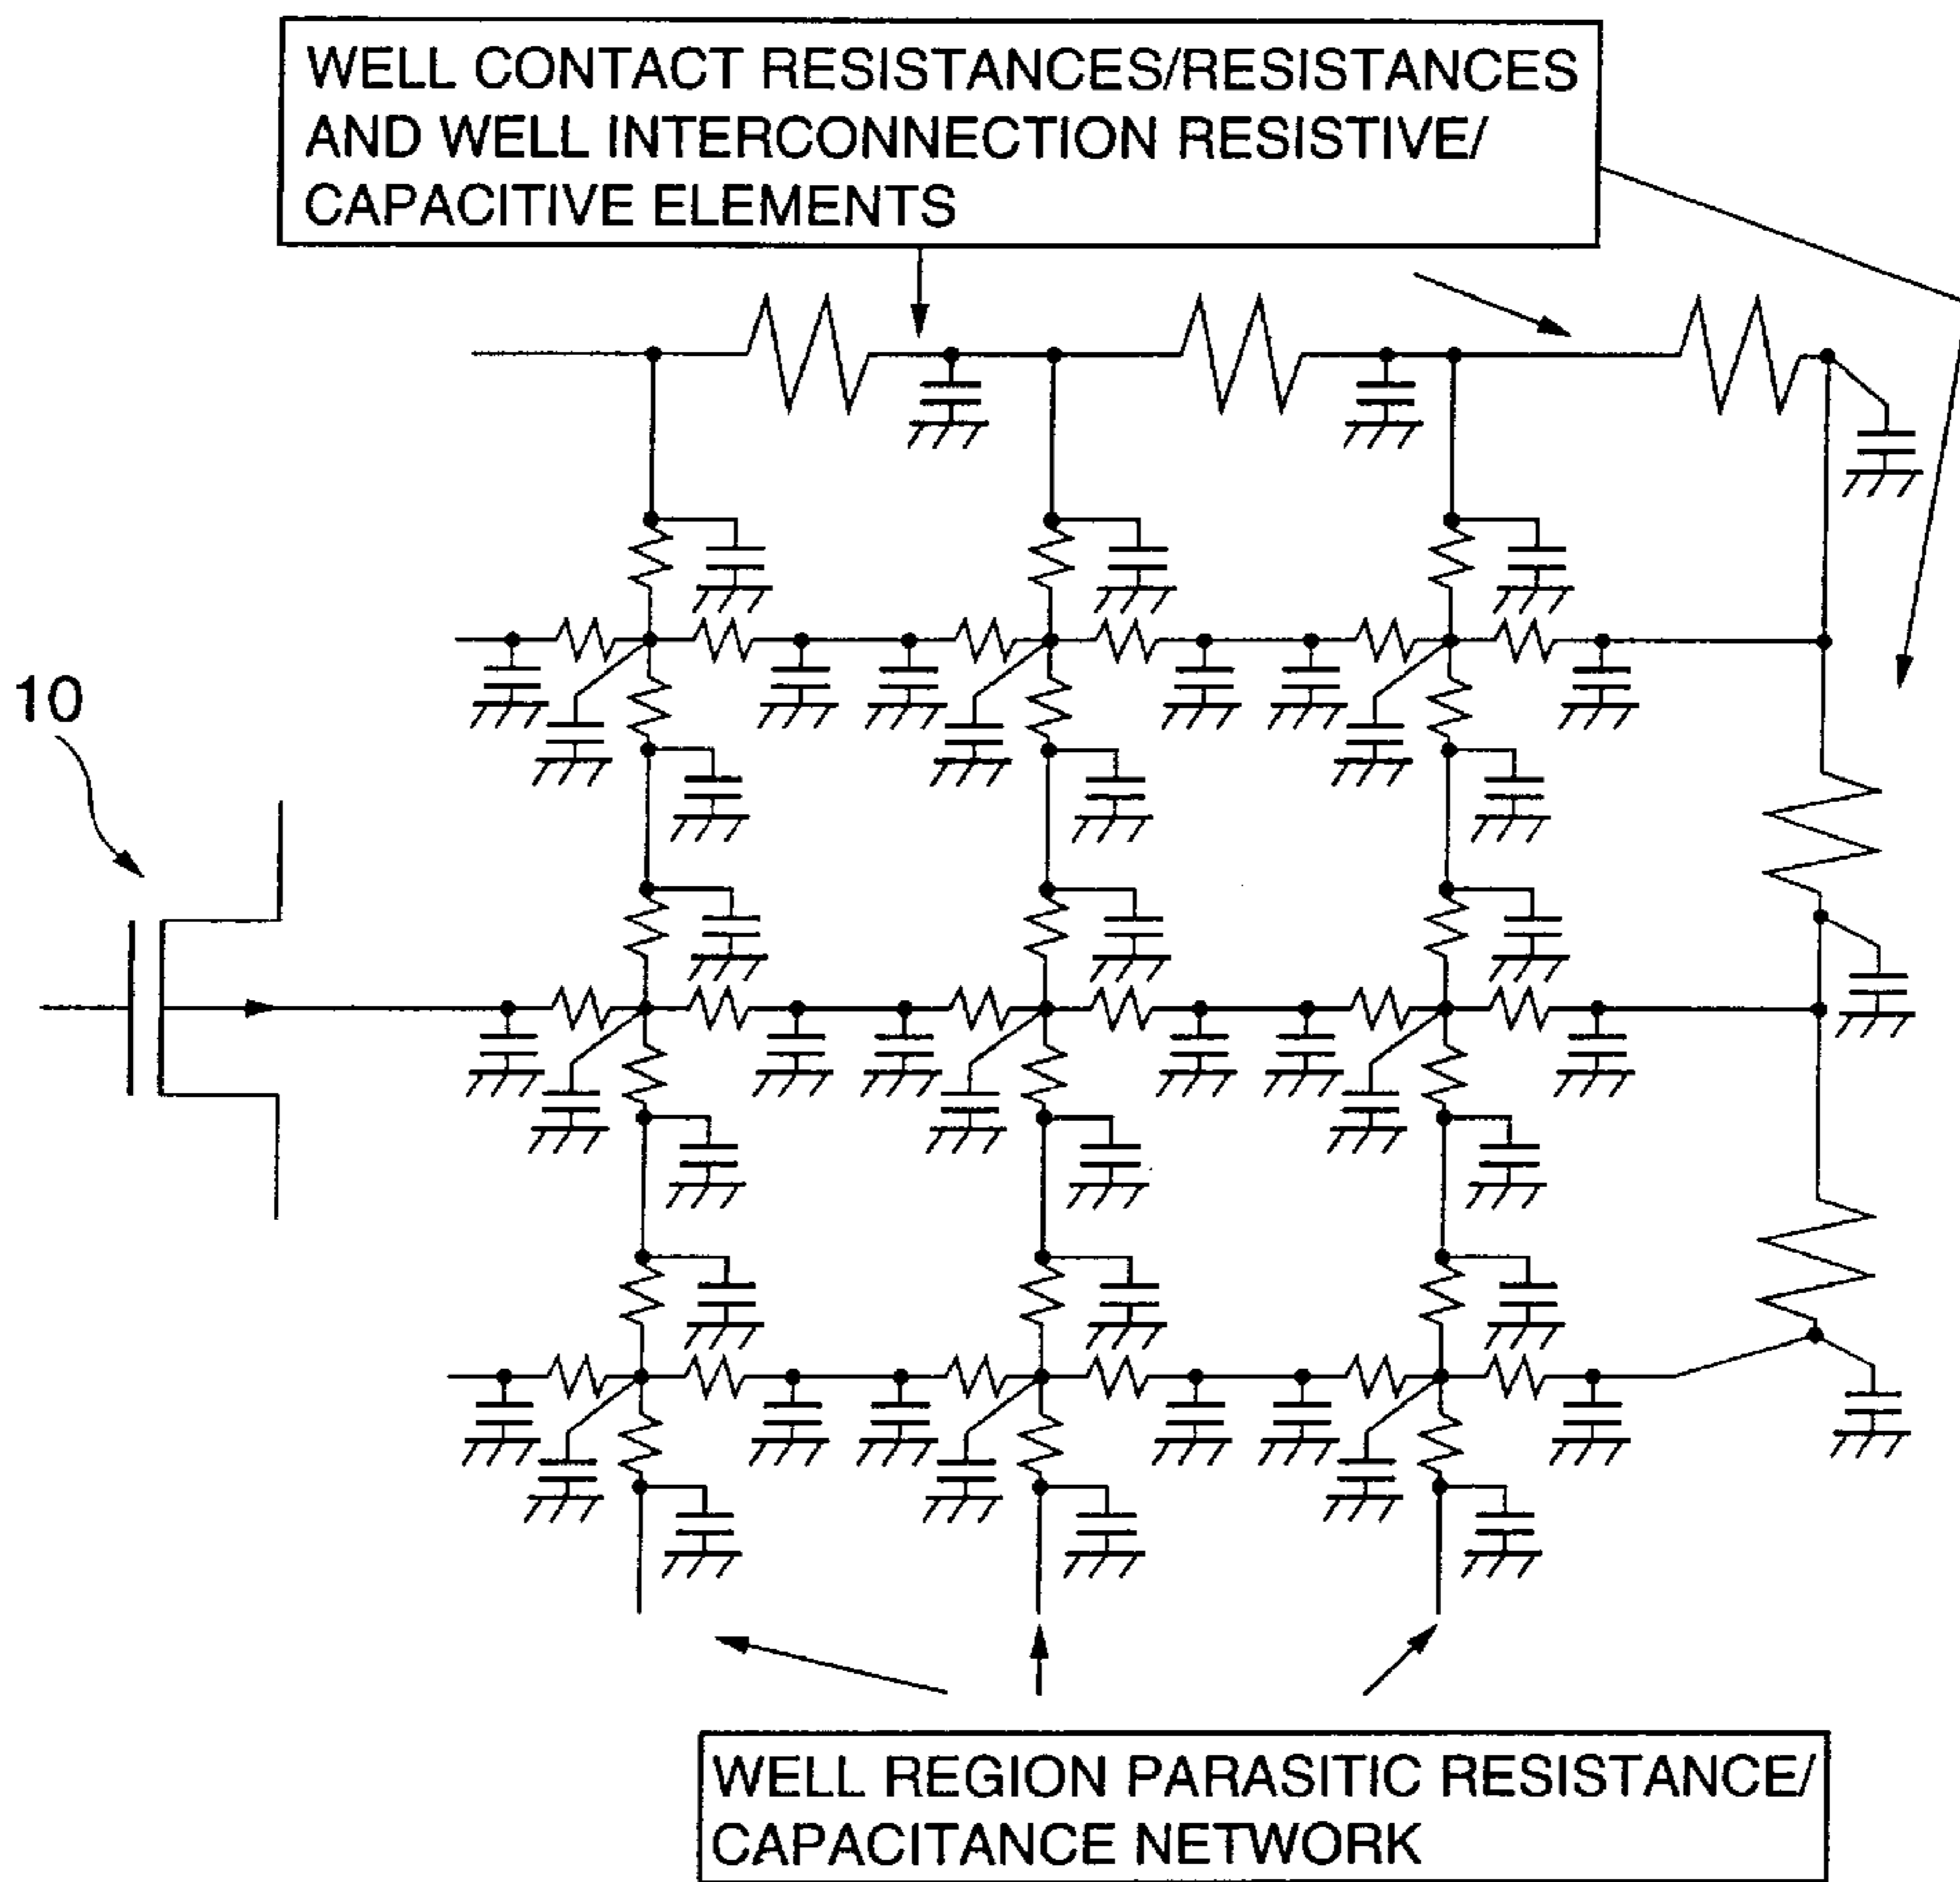 WELL CONTACT RESISTANCES/RESISTANCES
AND WELL INTERCONNECTION RESISTIVE/
CAPACITIVE ELEMENTS
10
WELL REGION PARASITIC RESISTANCE/
CAPACITANCE NETWORK